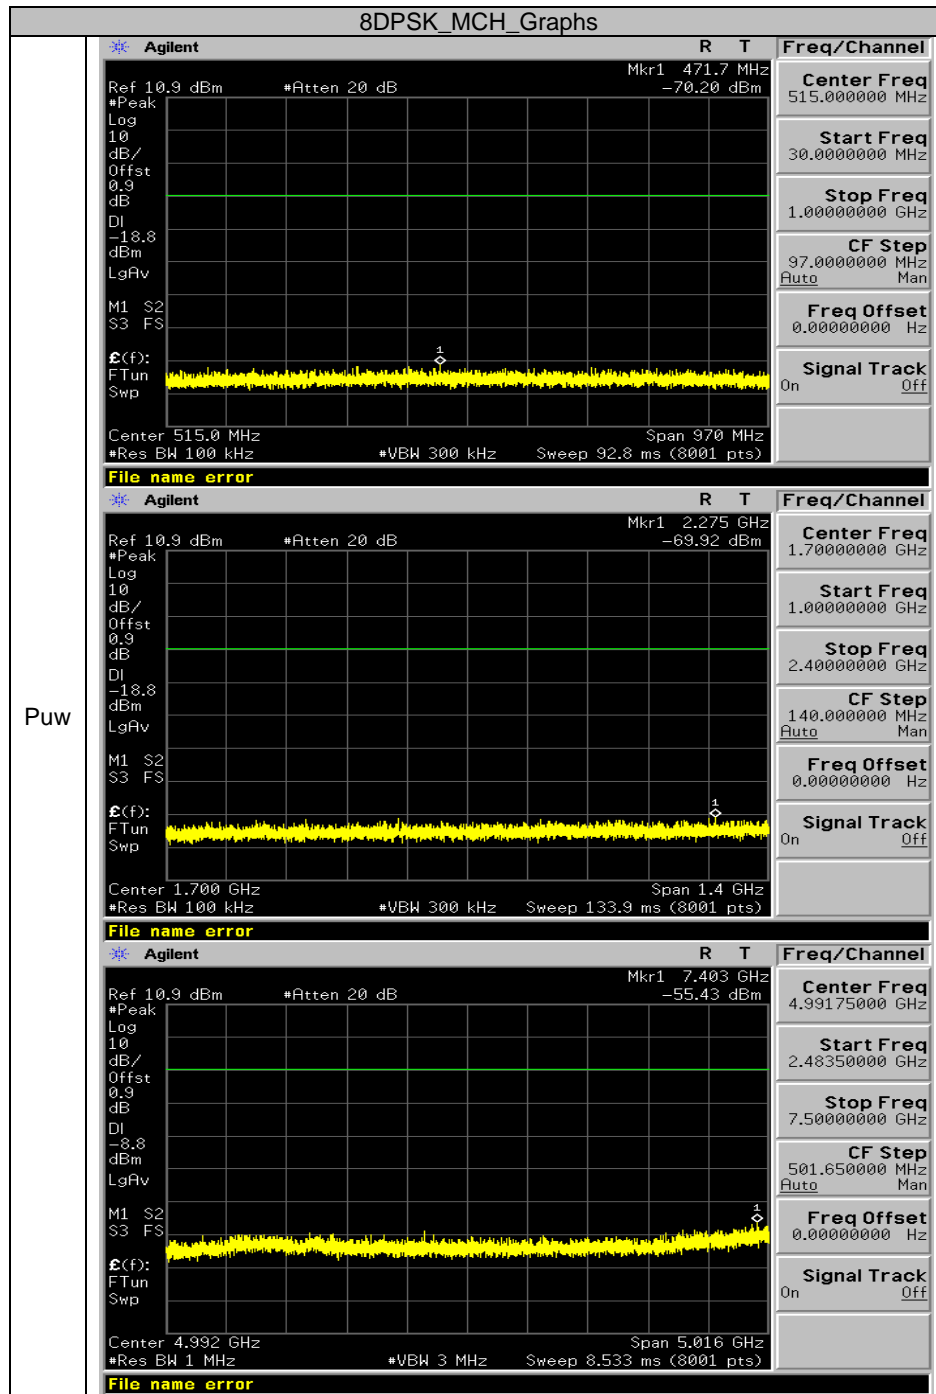 8DPSK_MCH_Graphs
Puw
Agilent R T Freq/Channel
Mkr1 471.7 MHz
Ref 10.9 dBm #Atten 20 dB -70.20 dBm
#Peak
Log
10
dB/
Offst
0.9
dB
DI
-18.8
dBm
LgAv
M1 S2
S3 FS
£(f):
FTun
Swp
1
Center 515.0 MHz Span 970 MHz
#Res BW 100 kHz #VBW 300 kHz Sweep 92.8 ms (8001 pts)
File name error
Center Freq
515.000000 MHz
Start Freq
30.0000000 MHz
Stop Freq
1.00000000 GHz
CF Step
97.0000000 MHz
Auto Man
Freq Offset
0.00000000 Hz
Signal Track
On Off
Agilent R T Freq/Channel
Mkr1 2.275 GHz
Ref 10.9 dBm #Atten 20 dB -69.92 dBm
#Peak
Log
10
dB/
Offst
0.9
dB
DI
-18.8
dBm
LgAv
M1 S2
S3 FS
£(f):
FTun
Swp
1
Center 1.700 GHz Span 1.4 GHz
#Res BW 100 kHz #VBW 300 kHz Sweep 133.9 ms (8001 pts)
File name error
Center Freq
1.70000000 GHz
Start Freq
1.00000000 GHz
Stop Freq
2.40000000 GHz
CF Step
140.000000 MHz
Auto Man
Freq Offset
0.00000000 Hz
Signal Track
On Off
Agilent R T Freq/Channel
Mkr1 7.403 GHz
Ref 10.9 dBm #Atten 20 dB -55.43 dBm
#Peak
Log
10
dB/
Offst
0.9
dB
DI
-8.8
dBm
LgAv
M1 S2
S3 FS
£(f):
FTun
Swp
1
Center 4.992 GHz Span 5.016 GHz
#Res BW 1 MHz #VBW 3 MHz Sweep 8.533 ms (8001 pts)
File name error
Center Freq
4.99175000 GHz
Start Freq
2.48350000 GHz
Stop Freq
7.50000000 GHz
CF Step
501.650000 MHz
Auto Man
Freq Offset
0.00000000 Hz
Signal Track
On Off